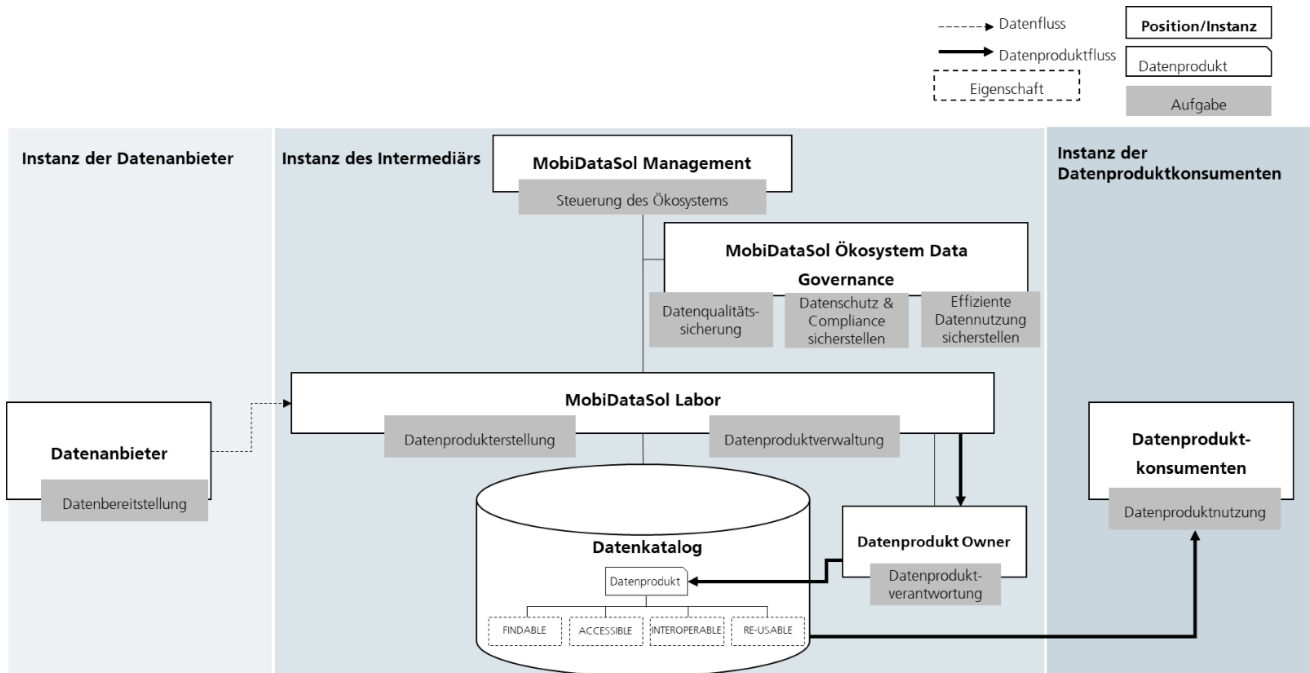 Datenfluss
Datenproduktfluss
Eigenschaft
Position/Instanz
Datenprodukt
Aufgabe
Instanz der Datenanbieter
Instanz des Intermediärs
Instanz der
Datenproduktkonsumenten
MobiDataSol Management
Steuerung des Ökosystems
MobiDataSol Ökosystem Data
Governance
Datenqualitäts-
sicherung
Datenschutz &
Compliance
sicherstellen
Effiziente
Datennutzung
sicherstellen
MobiDataSol Labor
Datenprodukterstellung
Datenproduktverwaltung
Datenanbieter
Datenbereitstellung
Datenprodukt-
konsumenten
Datenproduktnutzung
Datenkatalog
Datenprodukt
FINDABLE
ACCESSIBLE
INTEROPERABLE
RE-USABLE
Datenprodukt Owner
Datenprodukt-
verantwortung